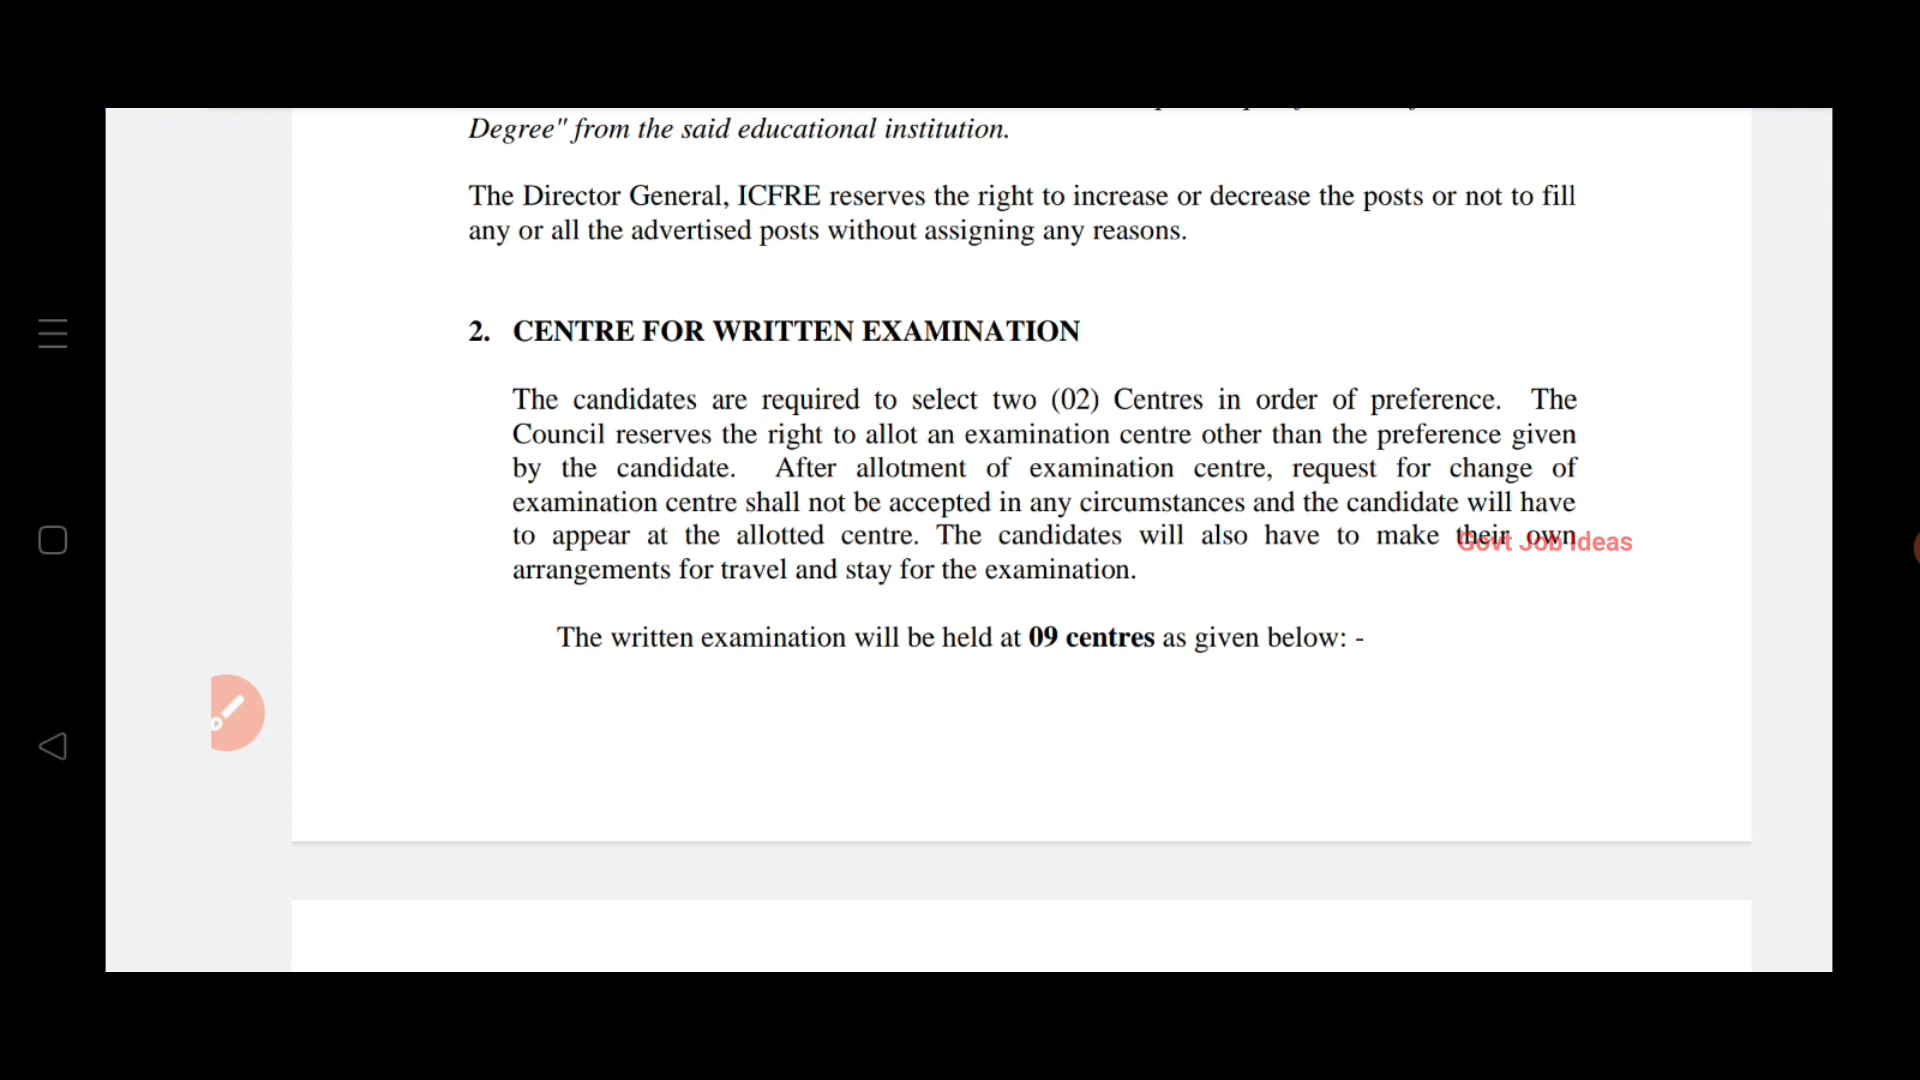 Degree" from the said educational institution.
The Director General, ICFRE reserves the right to increase or decrease the posts or not to fill
any or all the advertised posts without assigning any reasons.
2. CENTRE FOR WRITTEN EXAMINATION
The candidates are required to select two (02) Centres in order of preference. The
Council reserves the right to allot an examination centre other than the preference given
by the candidate. After allotment of examination centre, request for change of
examination centre shall not be accepted in any circumstances and the candidate will have
to appear at the allotted centre. The candidates will also have to make their own
Govt Job Ideas
arrangements for travel and stay for the examination.
The written examination will be held at 09 centres as given below: -